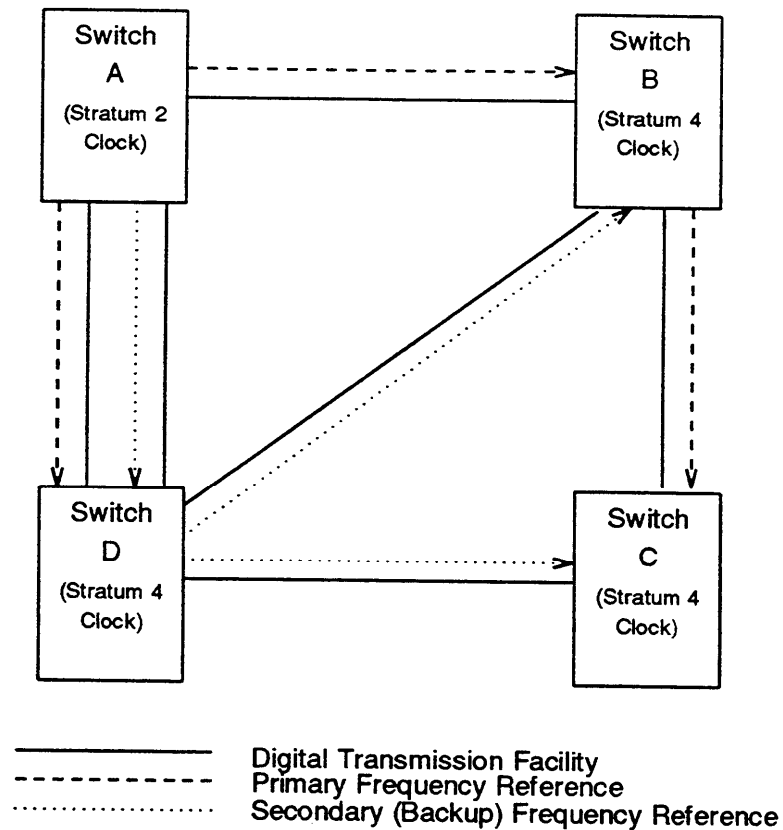 Switch
A
(Stratum 2
Clock)
Switch
B
(Stratum 4
Clock)
Switch
D
(Stratum 4
Clock)
Switch
C
(Stratum 4
Clock)
Digital Transmission Facility
Primary Frequency Reference
Secondary (Backup) Frequency Reference